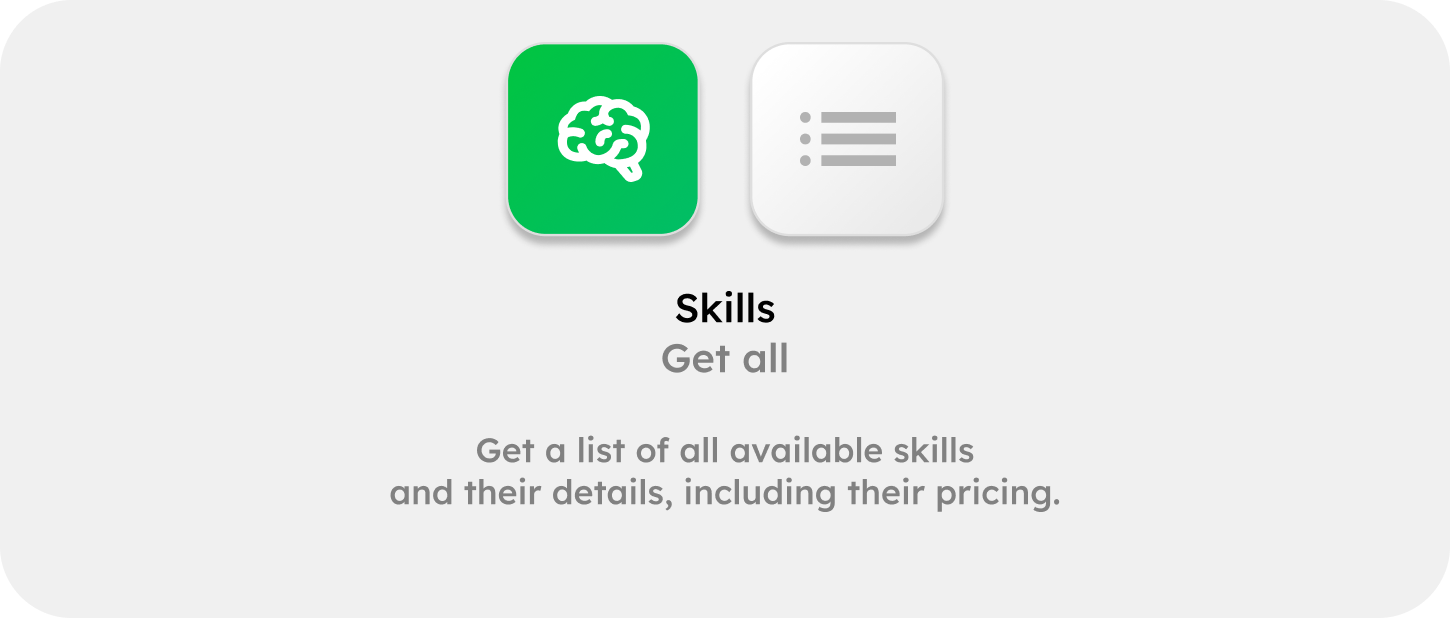 Skills
Get all
Get a list of all available skills
and their details, including their pricing.